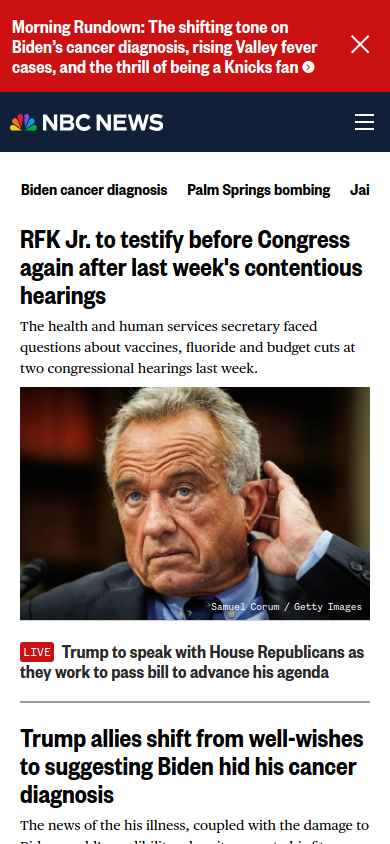 Morning Rundown: The shifting tone on
Biden’s cancer diagnosis, rising Valley fever
cases, and the thrill of being a Knicks fan
NBC NEWS
Biden cancer diagnosis Palm Springs bombing Jai
RFK Jr. to testify before Congress
again after last week's contentious
hearings
The health and human services secretary faced
questions about vaccines, fluoride and budget cuts at
two congressional hearings last week.
Samuel Corum / Getty Images
LIVE Trump to speak with House Republicans as
they work to pass bill to advance his agenda
Trump allies shift from well-wishes
to suggesting Biden hid his cancer
diagnosis
The news of the his illness, coupled with the damage to